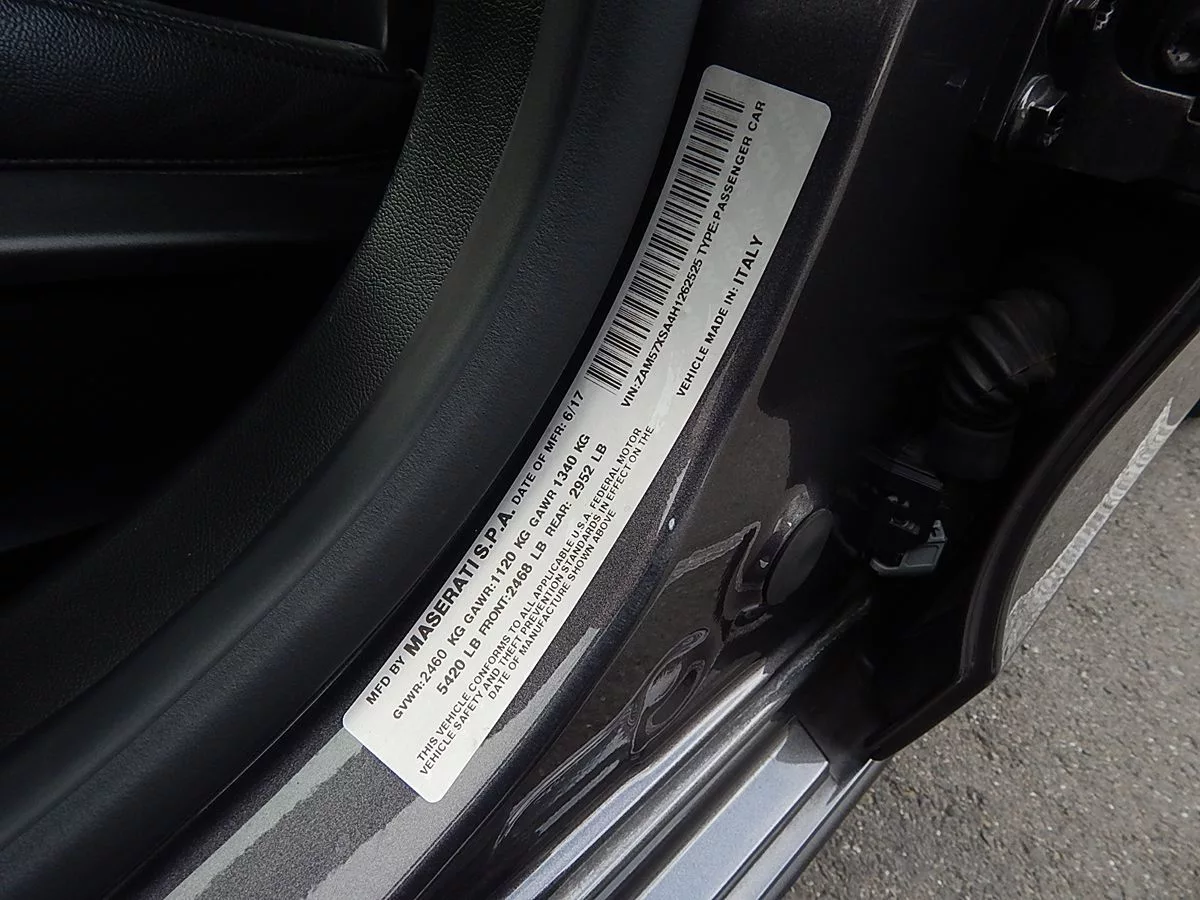 MFD BY MASERATI S.P.A. DATE OF MFR: 6/17
GVWR:2460 KG GAWR:1120 KG GAWR 1340 KG
5420 LB FRONT:2468 LB REAR: 2952 LB
THIS VEHICLE CONFORMS TO ALL APPLICABLE U.S.A. FEDERAL MOTOR
VEHICLE SAFETY AND THEFT PREVENTION STANDARDS IN EFFECT ON THE
DATE OF MANUFACTURE SHOWN ABOVE
VIN:ZAM57XSA4H1262525 TYPE:PASSENGER CAR
VEHICLE MADE IN: ITALY